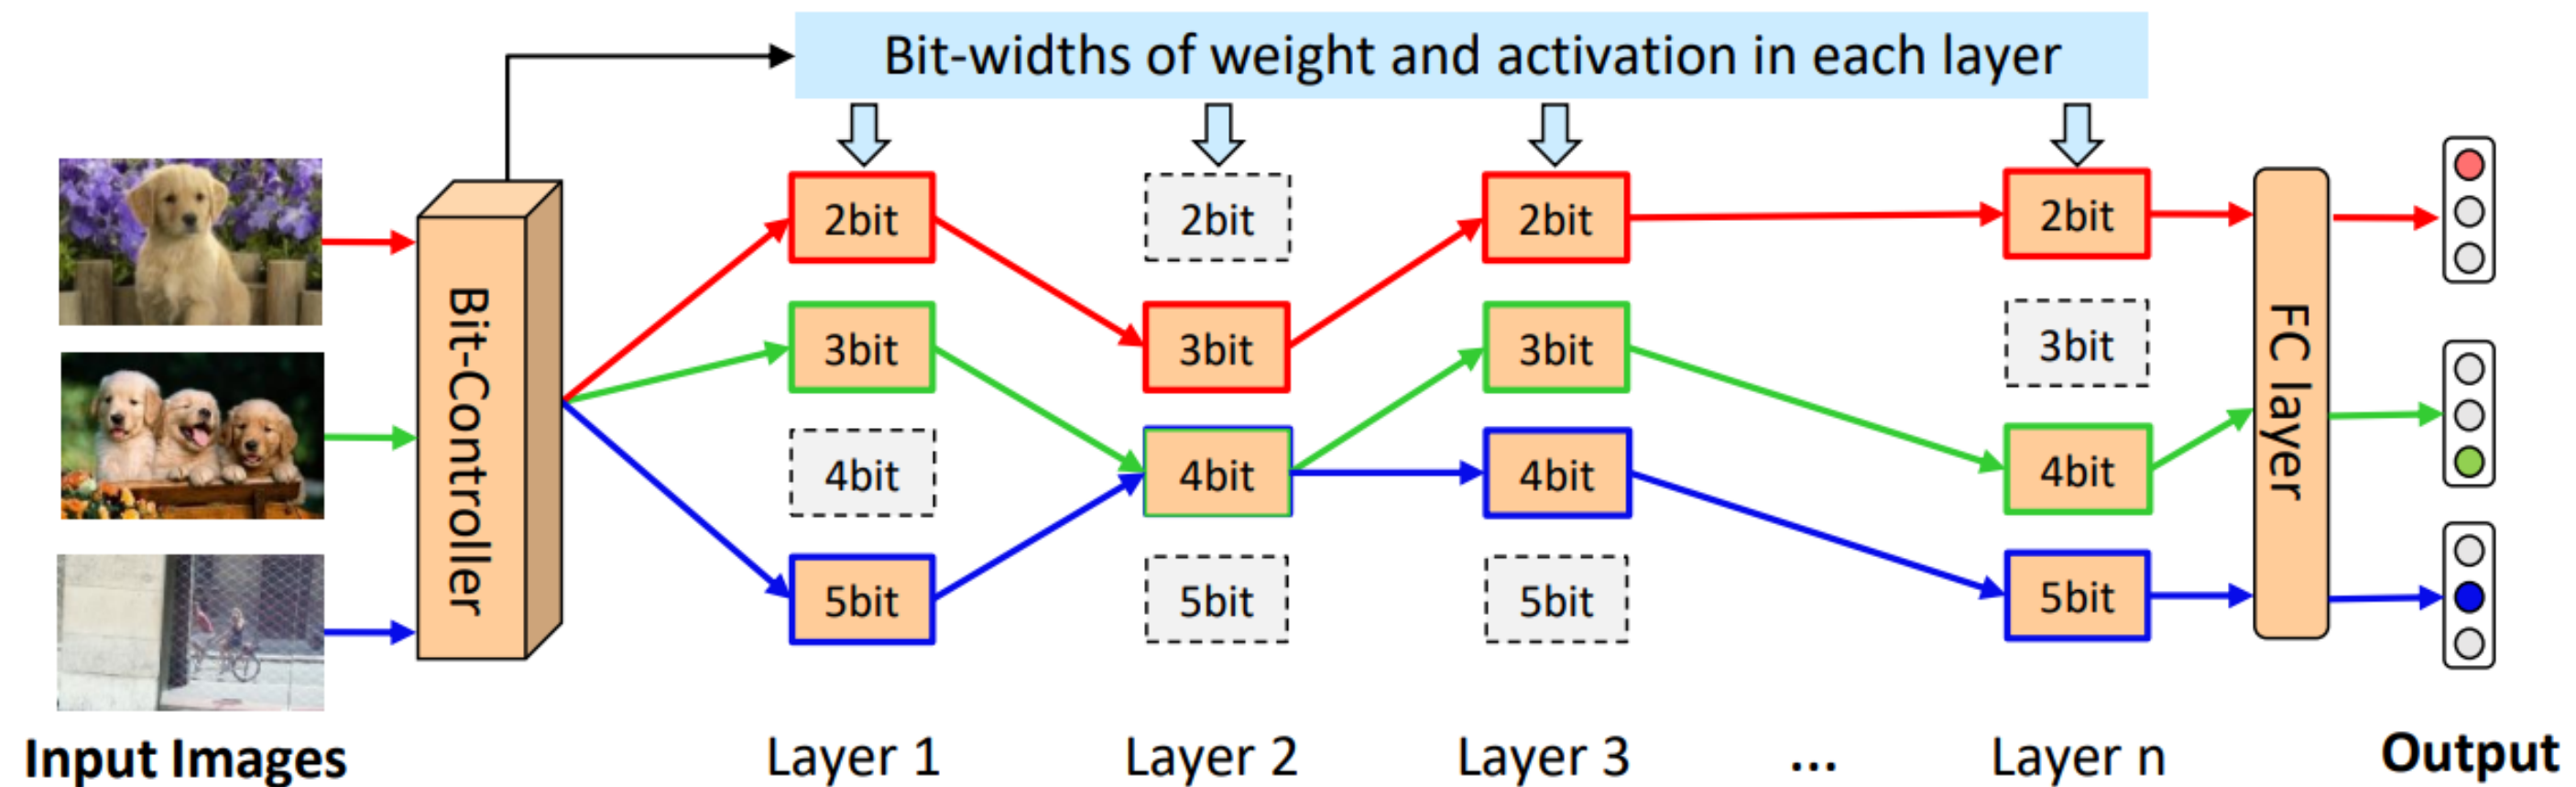 Bit-widths of weight and activation in each layer
Bit-Controller
2bit
2bit
2bit
2bit
3bit
3bit
3bit
3bit
4bit
4bit
4bit
4bit
5bit
5bit
5bit
5bit
FC layer
Input Images
Layer 1
Layer 2
Layer 3
...
Layer n
Output